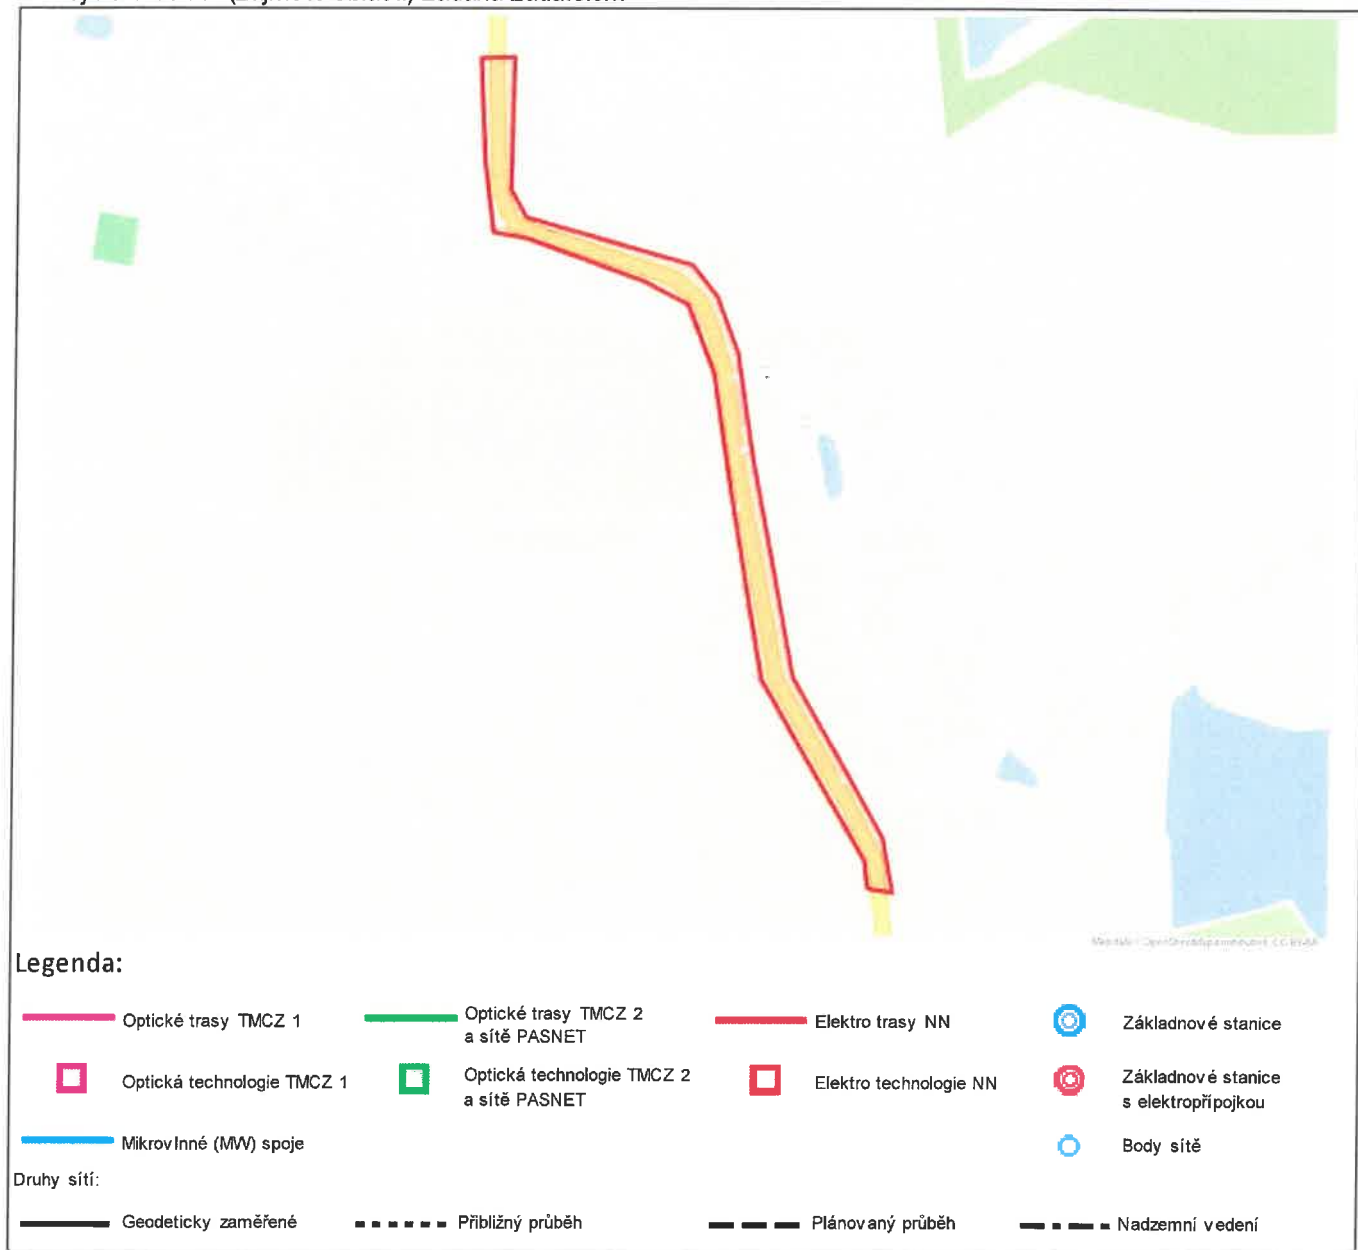 Legenda:
Optické trasy TMCZ 1
Optické trasy TMCZ 2
a sítě PASNET
Elektro trasy NN
Základnové stanice
Optická technologie TMCZ 1
Optická technologie TMCZ 2
a sítě PASNET
Elektro technologie NN
Základnové stanice
s elektropřípojkou
Mikrovlnné (MW) spoje
Body sítě
Druhy sítí:
Geodeticky zaměřené
Přibližný průběh
Plánovaný průběh
Nadzemní vedení